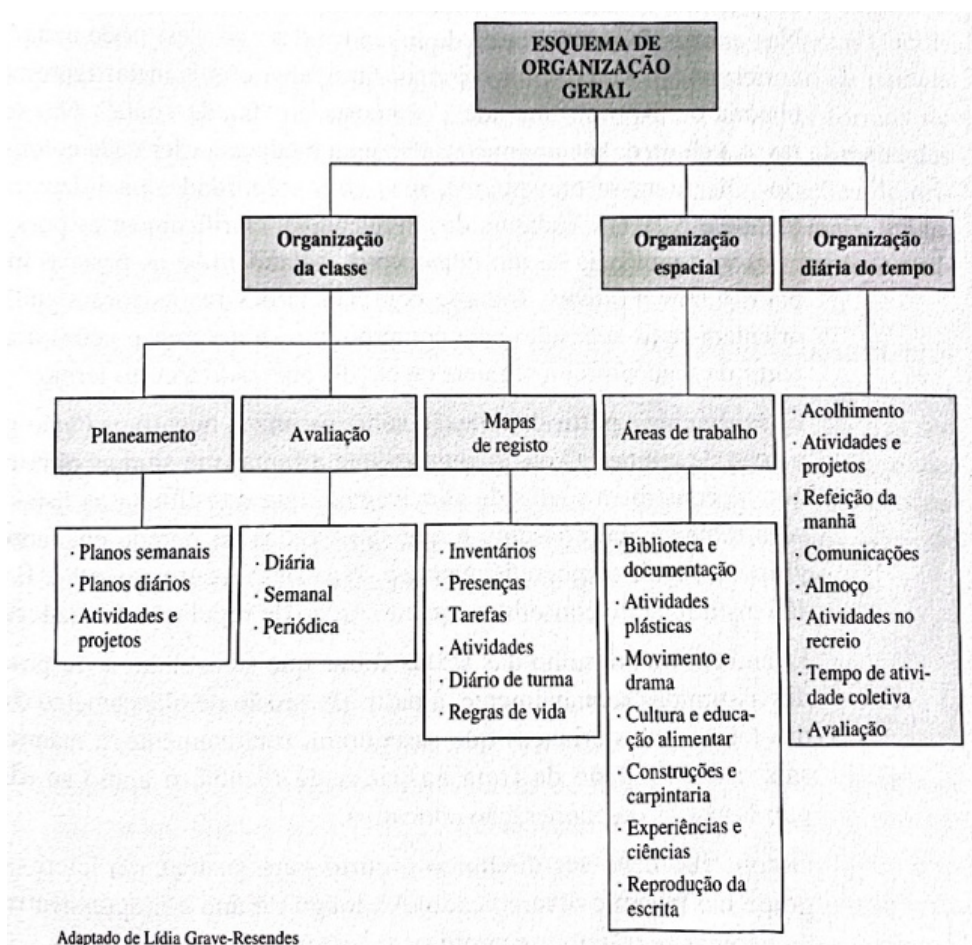 ESQUEMA DE
ORGANIZAÇÃO
GERAL
Organização
da classe
Organização
espacial
Organização
diária do tempo
Planeamento
Avaliação
Mapas
de registo
Áreas de trabalho
· Planos semanais
· Planos diários
· Atividades e
projetos
· Diária
· Semanal
· Periódica
· Inventários
· Presenças
· Tarefas
· Atividades
· Diário de turma
· Regras de vida
· Biblioteca e
documentação
· Atividades
plásticas
· Movimento e
drama
· Cultura e educa-
ção alimentar
· Construções e
carpintaria
· Experiências e
ciências
· Reprodução da
escrita
· Acolhimento
· Atividades e
projetos
· Refeição da
manhã
· Comunicações
· Almoço
· Atividades no
recreio
· Tempo de ativi-
dade coletiva
· Avaliação
Adaptado de Lídia Grave-Resendes